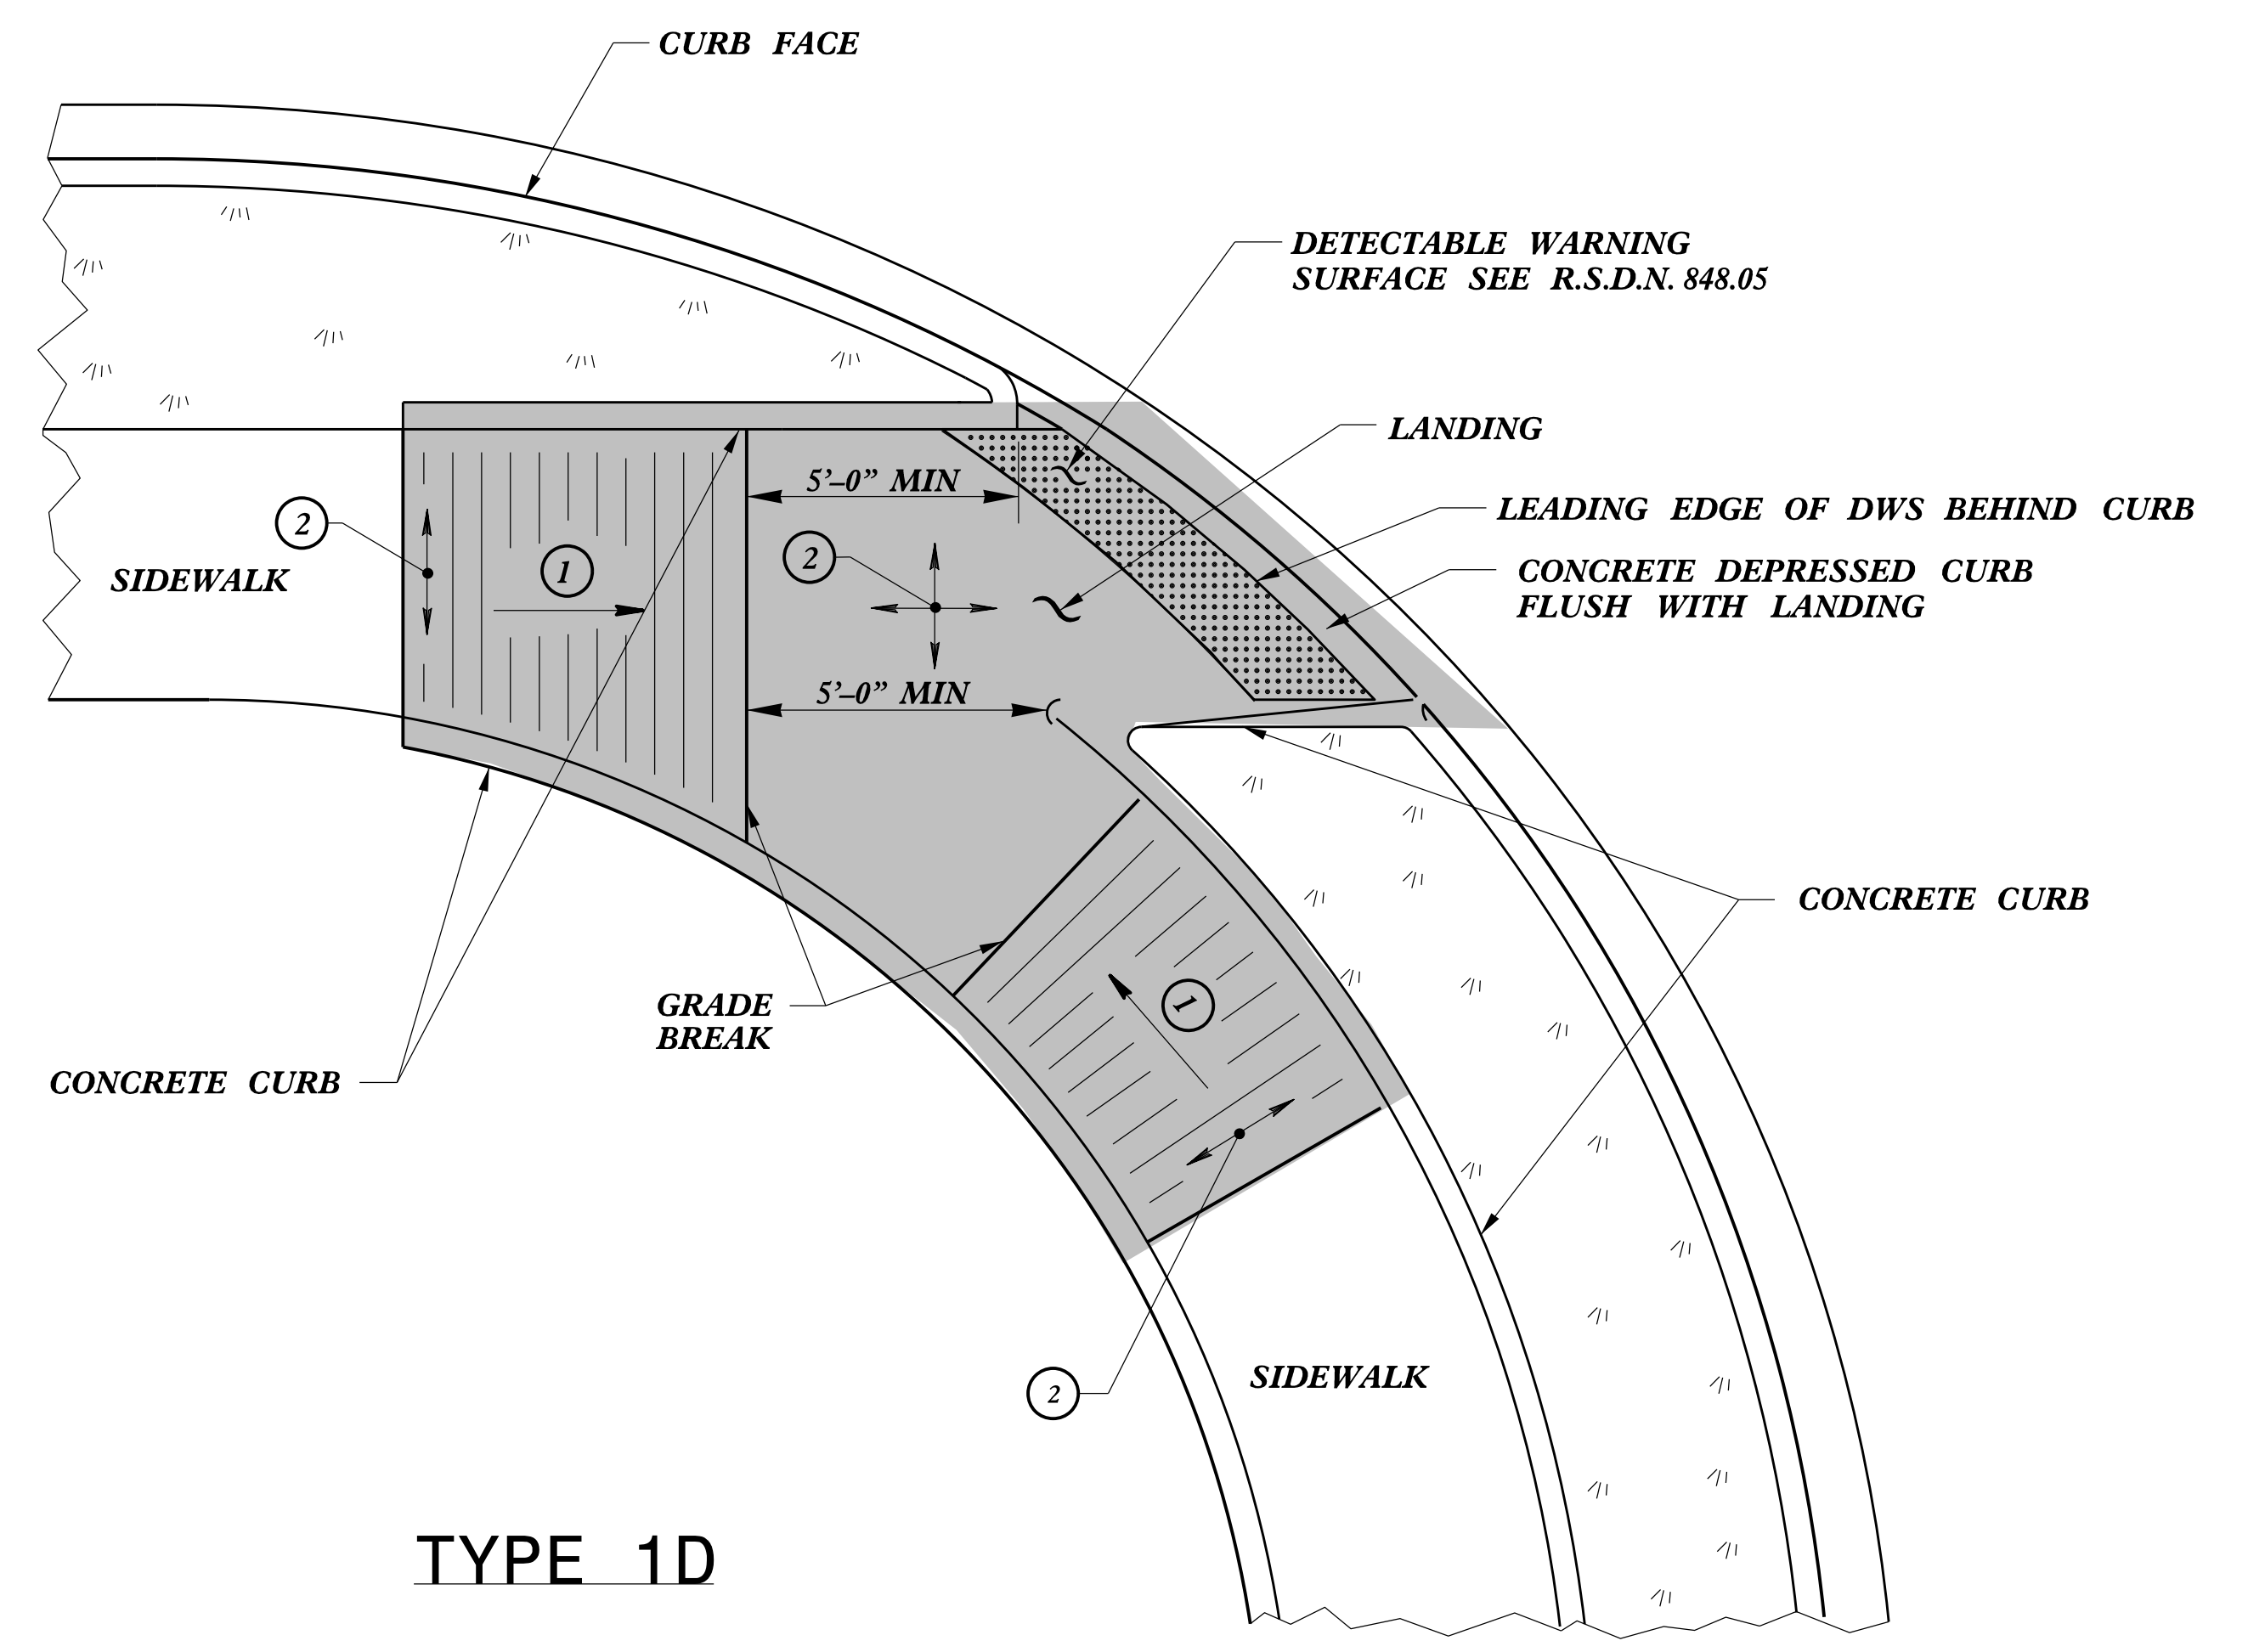 CURB FACE
DETECTABLE WARNING
SURFACE SEE R.S.D.N. 848.05
LANDING
5'–0" MIN
LEADING EDGE OF DWS BEHIND CURB
2
2
1
CONCRETE DEPRESSED CURB
FLUSH WITH LANDING
SIDEWALK
5'–0" MIN
CONCRETE CURB
1
GRADE
BREAK
CONCRETE CURB
SIDEWALK
2
TYPE 1D